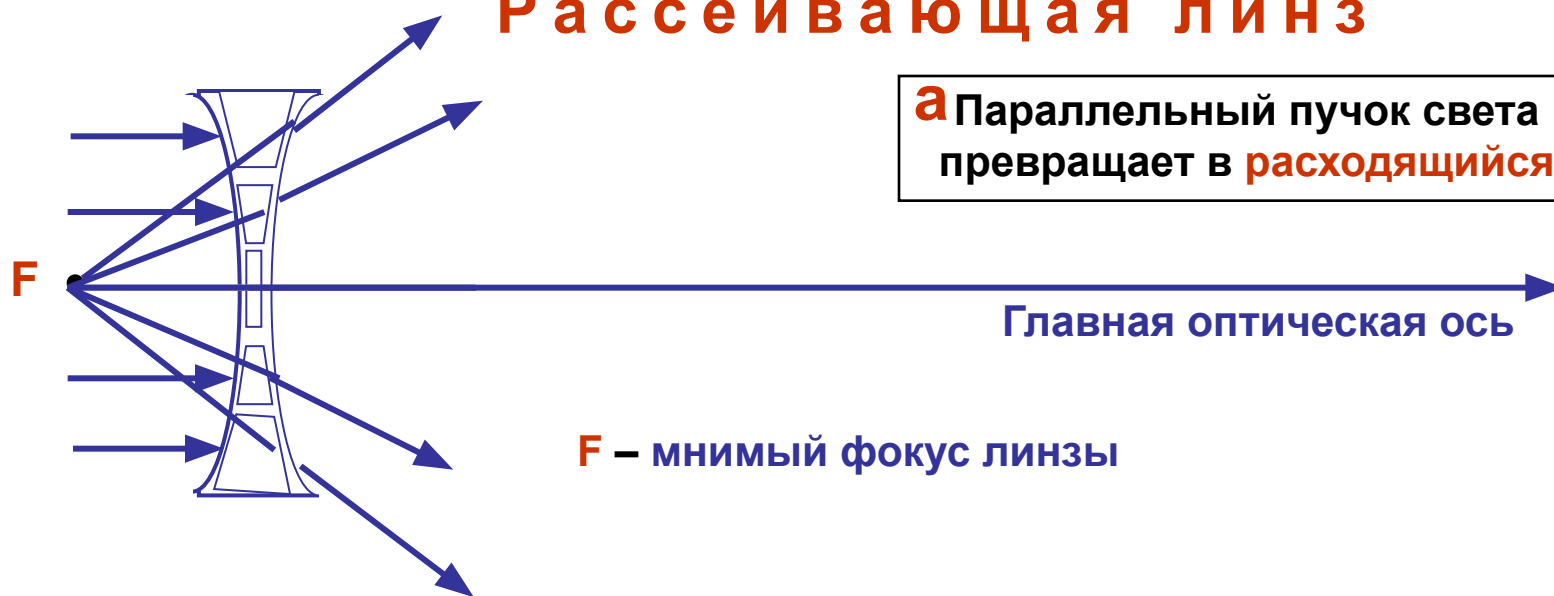 Рассеивающая линз
а Параллельный пучок света
превращает в расходящийся
F
Главная оптическая ось
F – мнимый фокус линзы